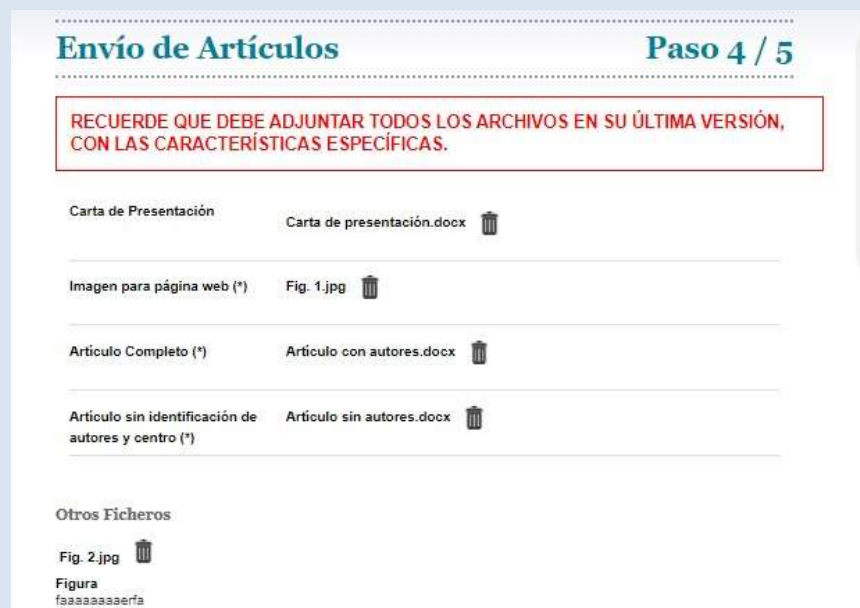 Envío de Artículos Paso 4 / 5
RECUERDE QUE DEBE ADJUNTAR TODOS LOS ARCHIVOS EN SU ÚLTIMA VERSIÓN,
CON LAS CARACTERÍSTICAS ESPECÍFICAS.
Carta de Presentación Carta de presentación.docx
Imagen para página web (*) Fig. 1.jpg
Artículo Completo (*) Artículo con autores.docx
Artículo sin identificación de Artículo sin autores.docx
autores y centro (*)
Otros Ficheros
Fig. 2.jpg
Figura
faaaaaaaaerfa